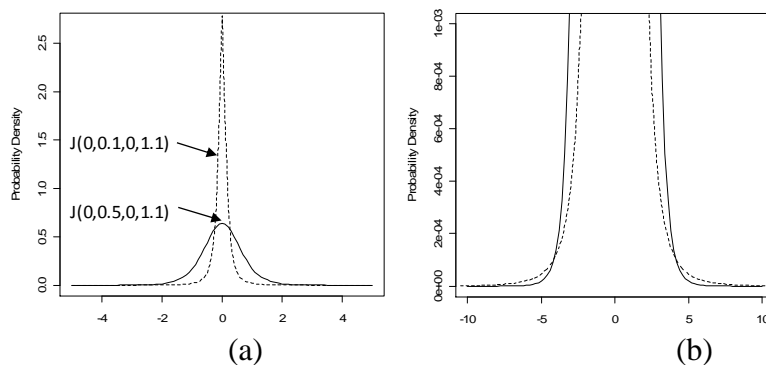 Probability Density
2.5
2.0
1.5
1.0
0.5
0.0
J(0,0.1,0,1.1)
J(0,0.5,0,1.1)
-4 -2 0 2 4
(a)
Probability Density
1e-03
8e-04
6e-04
4e-04
2e-04
0e+00
-10 -5 0 5 10
(b)